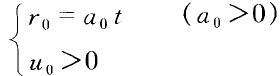 r₀ = a₀t (a₀>0)
u₀>0